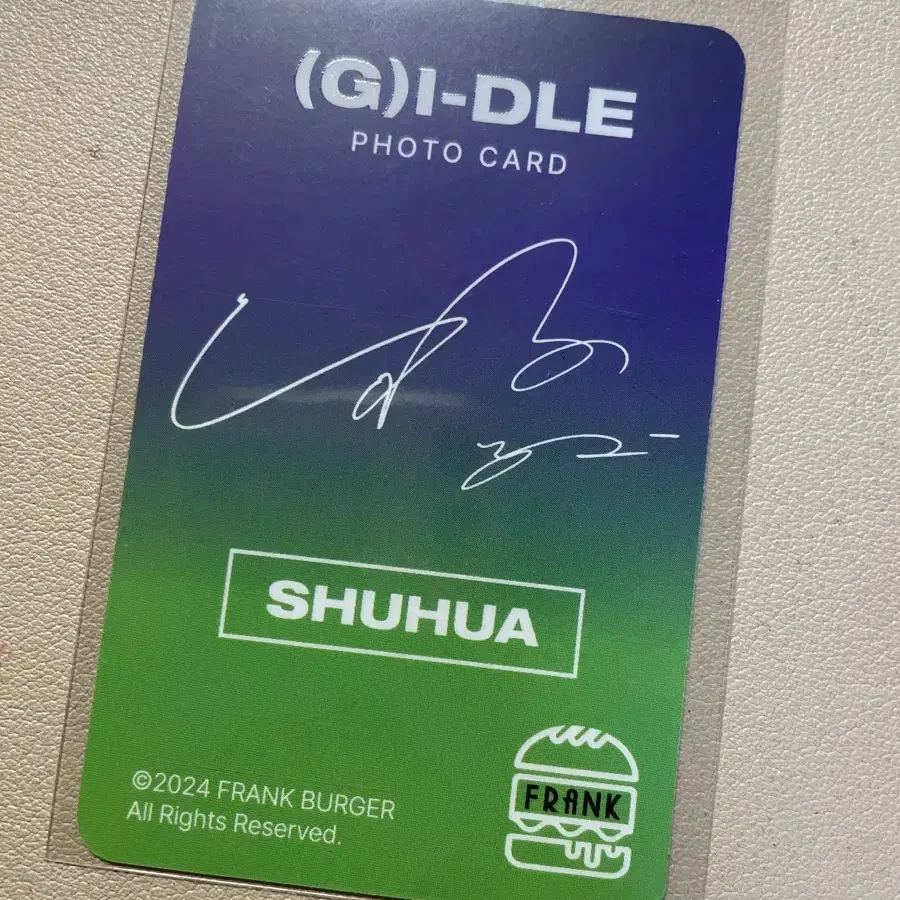 (G)I-DLE
PHOTO CARD
SHUHUA
©2024 FRANK BURGER
All Rights Reserved.
FRANK